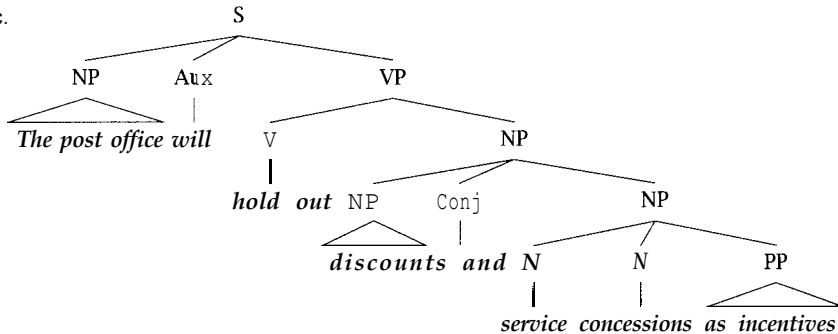 c.
S
NP Aux VP
The post office will V NP
hold out NP Conj NP
discounts and N N PP
service concessions as incentives